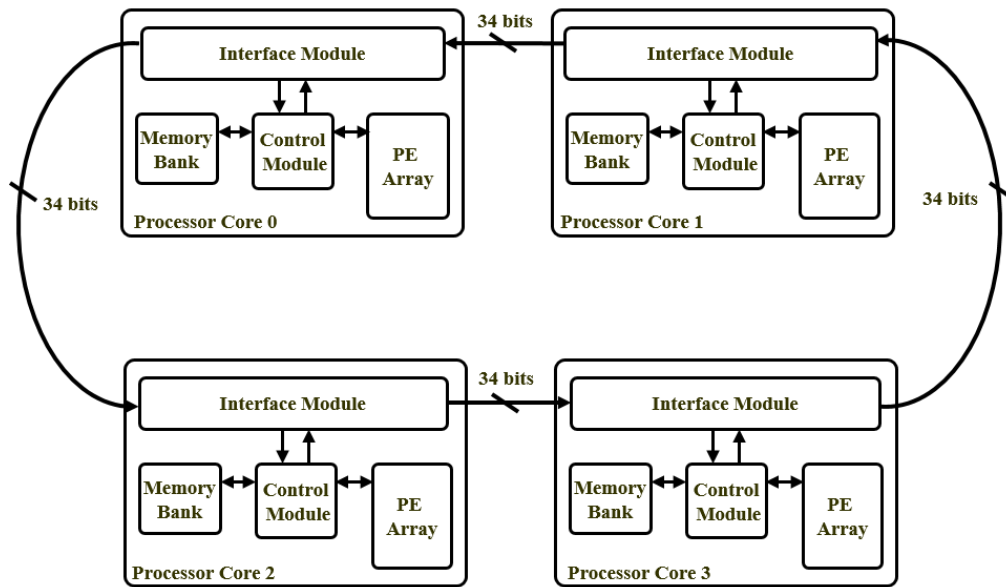 34 bits
Interface Module
Memory
Bank
Control
Module
PE
Array
Processor Core 0
Interface Module
Memory
Bank
Control
Module
PE
Array
Processor Core 1
34 bits
34 bits
34 bits
Interface Module
Memory
Bank
Control
Module
PE
Array
Processor Core 2
Interface Module
Memory
Bank
Control
Module
PE
Array
Processor Core 3